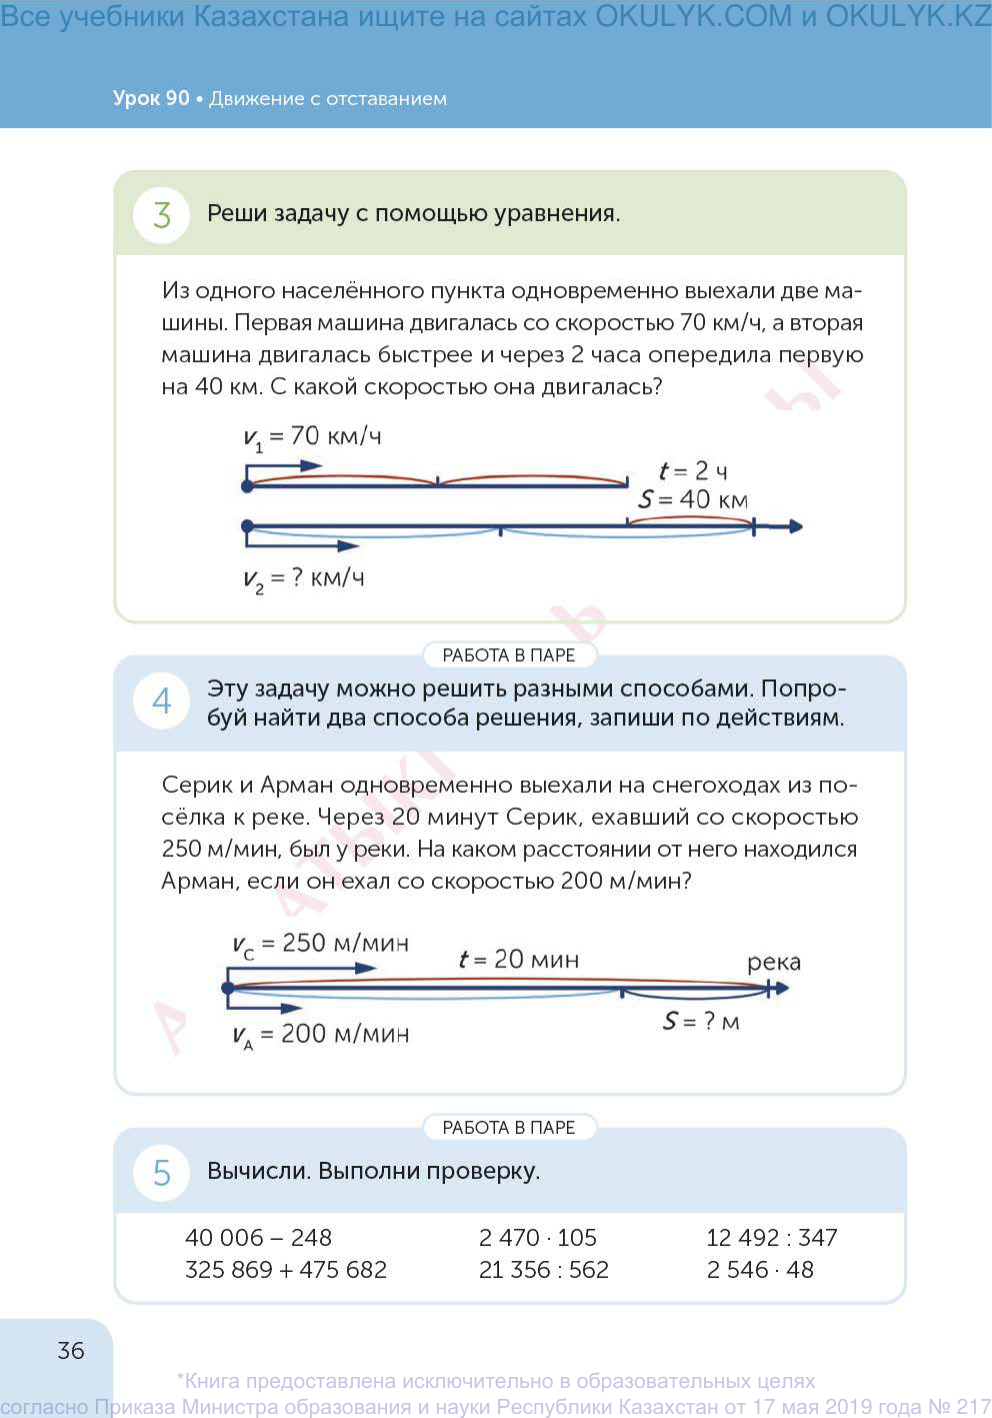 Все учебники Казахстана ищите на сайтах OKULYK.COM и OKULYK.KZ
Урок 90 • Движение с отставанием
3
Реши задачу с помощью уравнения.
Из одного населённого пункта одновременно выехали две ма-
шины. Первая машина двигалась со скоростью 70 км/ч, а вторая
машина двигалась быстрее и через 2 часа опередила первую
на 40 км. С какой скоростью она двигалась?
v₁ = 70 км/ч
t = 2 ч
S = 40 км
v₂ = ? км/ч
РАБОТА В ПАРЕ
4
Эту задачу можно решить разными способами. Попро-
буй найти два способа решения, запиши по действиям.
Серик и Арман одновременно выехали на снегоходах из по-
сёлка к реке. Через 20 минут Серик, ехавший со скоростью
250 м/мин, был у реки. На каком расстоянии от него находился
Арман, если он ехал со скоростью 200 м/мин?
v_С = 250 м/мин
t = 20 мин
река
S = ? м
v_А = 200 м/мин
РАБОТА В ПАРЕ
5
Вычисли. Выполни проверку.
40 006 – 248 2 470 · 105 12 492 : 347
325 869 + 475 682 21 356 : 562 2 546 · 48
36
*Книга предоставлена исключительно в образовательных целях
согласно Приказа Министра образования и науки Республики Казахстан от 17 мая 2019 года № 217